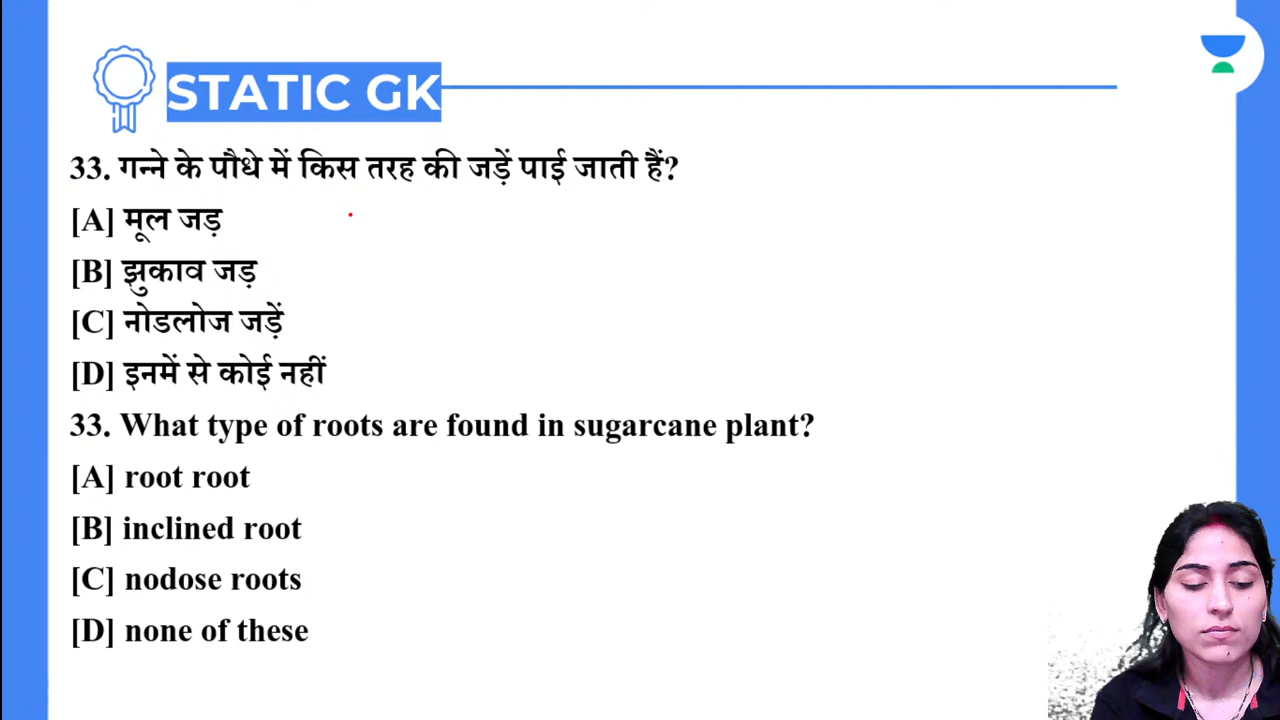 STATIC GK
33. गन्ने के पौधे में किस तरह की जड़ें पाई जाती हैं?
[A] मूल जड़
[B] झुकाव जड़
[C] नोडलोज जड़ें
[D] इनमें से कोई नहीं
33. What type of roots are found in sugarcane plant?
[A] root root
[B] inclined root
[C] nodose roots
[D] none of these